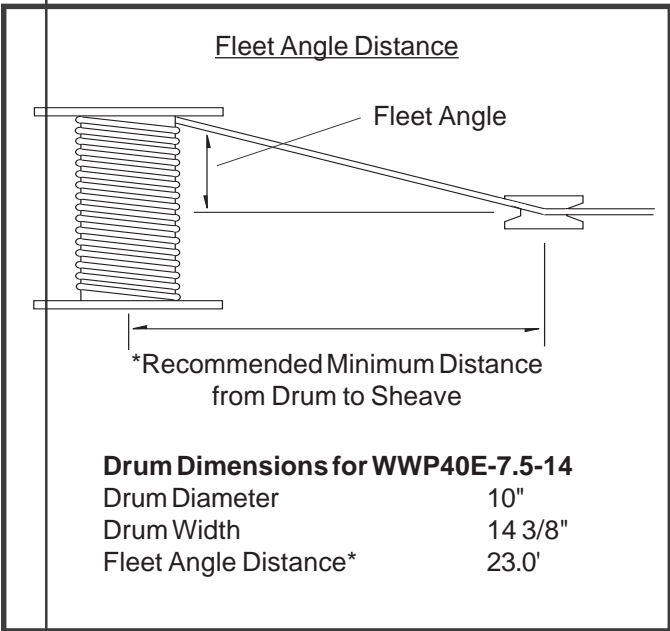 Fleet Angle Distance
Fleet Angle
*Recommended Minimum Distance
from Drum to Sheave
Drum Dimensions for WWP40E-7.5-14
Drum Diameter 10"
Drum Width 14 3/8"
Fleet Angle Distance* 23.0'